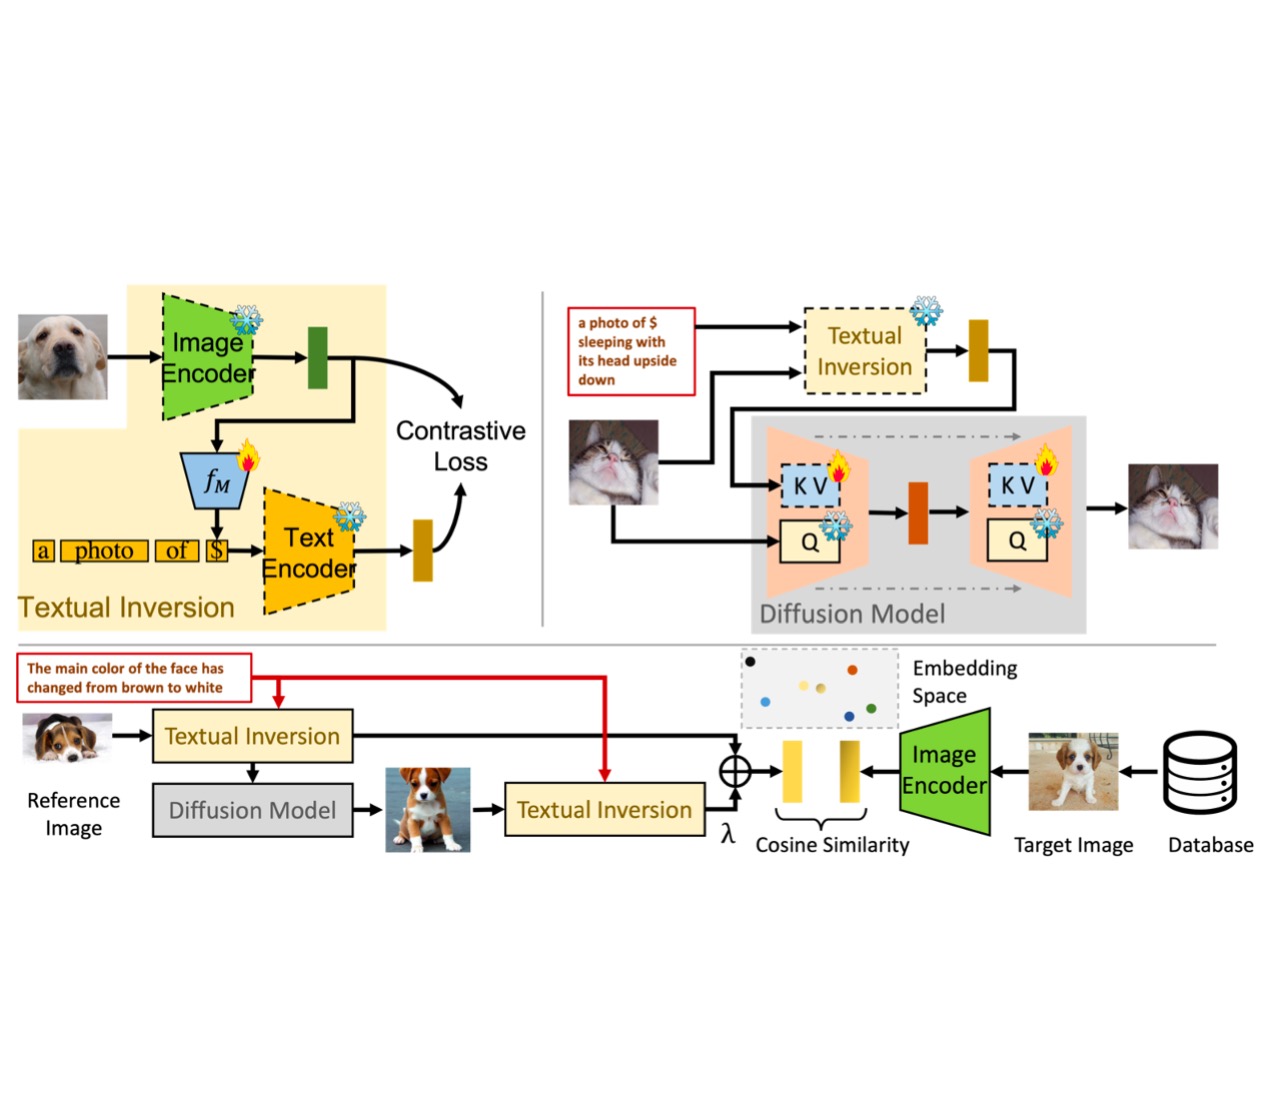 Image
Encoder
Contrastive
Loss
fM
a photo of $
Text
Encoder
Textual Inversion
a photo of $
sleeping with
its head upside
down
Textual
Inversion
K V
Q
K V
Q
Diffusion Model
The main color of the face has
changed from brown to white
Textual Inversion
Reference
Image
Diffusion Model
Textual Inversion
λ
Embedding
Space
Cosine Similarity
Image
Encoder
Target Image
Database